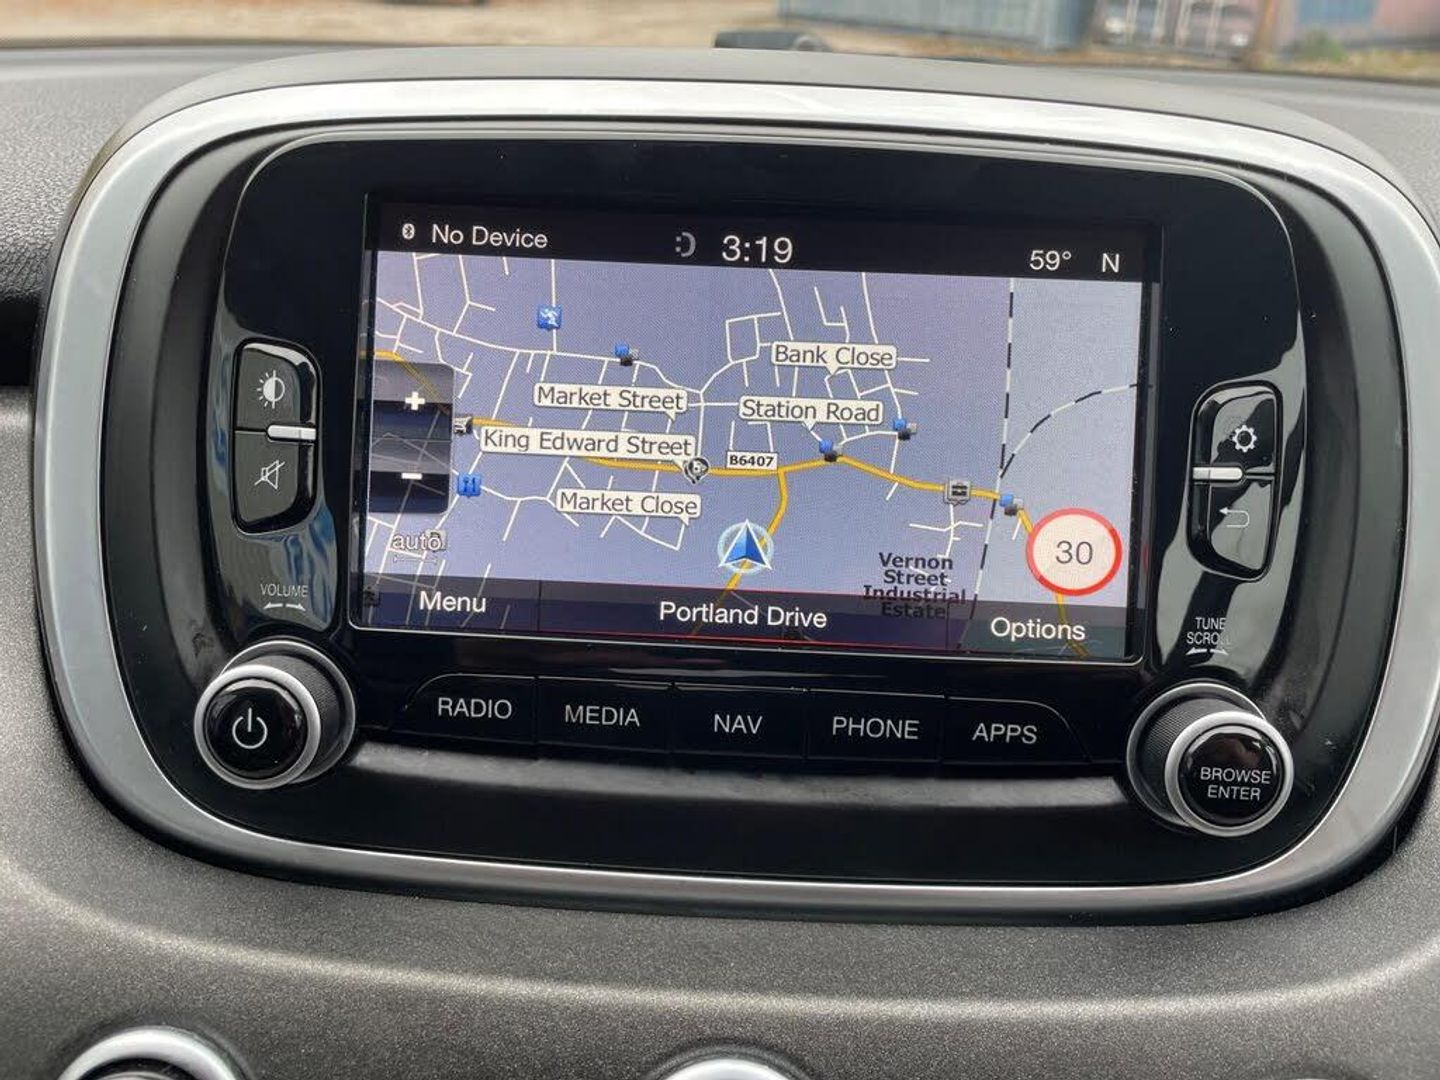 No Device
3:19
59° N
Bank Close
Market Street
Station Road
King Edward Street
B6407
Market Close
+
-
auto
30
Vernon
Street
Industrial
Estate
Menu
Portland Drive
Options
VOLUME
TUNE
SCROLL
RADIO
MEDIA
NAV
PHONE
APPS
BROWSE
ENTER